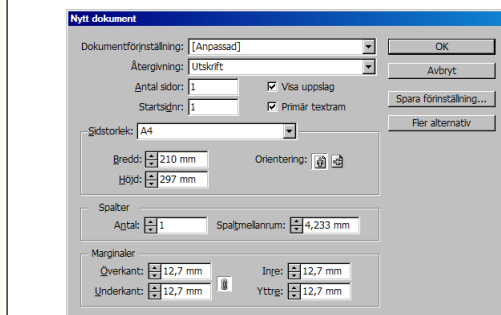 Nytt dokument
Dokumentförinställning: [Anpassad] OK
Återgivning: Utskrift Avbryt
Antal sidor: 1 Visa uppslag Spara förinställning...
Startsidnr: 1 Primär textram Fler alternativ
Sidstorlek: A4
Bredd: 210 mm Orientering:
Höjd: 297 mm
Spalter
Antal: 1 Spaltmellanrum: 4,233 mm
Marginaler
Överkant: 12,7 mm Inre: 12,7 mm
Underkant: 12,7 mm Yttre: 12,7 mm